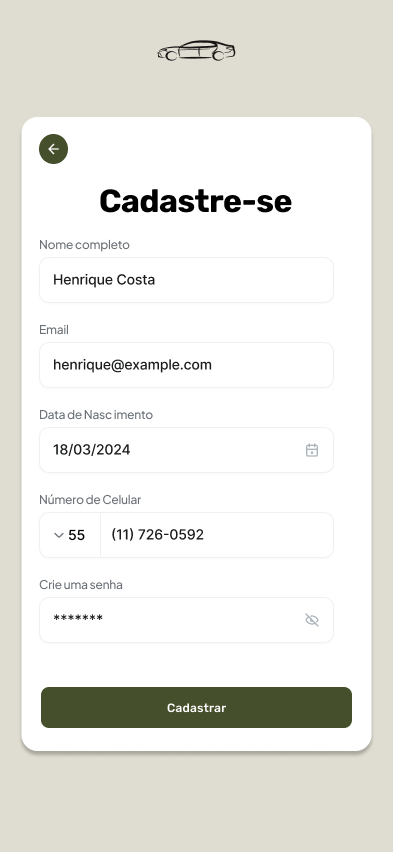 Cadastre-se
Nome completo
Henrique Costa
Email
henrique@example.com
Data de Nascimento
18/03/2024
Número de Celular
55 (11) 726-0592
Crie uma senha
*******
Cadastrar